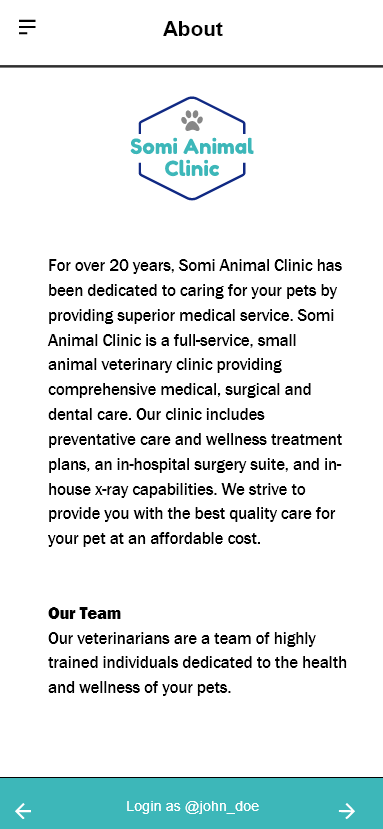 About
Somi Animal
Clinic
For over 20 years, Somi Animal Clinic has
been dedicated to caring for your pets by
providing superior medical service. Somi
Animal Clinic is a full-service, small
animal veterinary clinic providing
comprehensive medical, surgical and
dental care. Our clinic includes
preventative care and wellness treatment
plans, an in-hospital surgery suite, and in-
house x-ray capabilities. We strive to
provide you with the best quality care for
your pet at an affordable cost.
Our Team
Our veterinarians are a team of highly
trained individuals dedicated to the health
and wellness of your pets.
Login as @john_doe